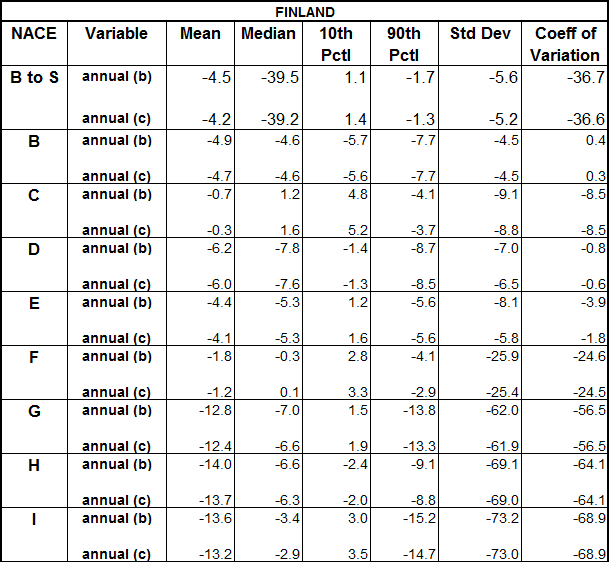 FINLAND
NACE Variable Mean Median 10th Pctl 90th Pctl Std Dev Coeff of Variation
B to S annual (b) -4.5 -39.5 1.1 -1.7 -5.6 -36.7
annual (c) -4.2 -39.2 1.4 -1.3 -5.2 -36.6
B annual (b) -4.9 -4.6 -5.7 -7.7 -4.5 0.4
annual (c) -4.7 -4.6 -5.6 -7.7 -4.5 0.3
C annual (b) -0.7 1.2 4.8 -4.1 -9.1 -8.5
annual (c) -0.3 1.6 5.2 -3.7 -8.8 -8.5
D annual (b) -6.2 -7.8 -1.4 -8.7 -7.0 -0.8
annual (c) -6.0 -7.6 -1.3 -8.5 -6.5 -0.6
E annual (b) -4.4 -5.3 1.2 -5.6 -8.1 -3.9
annual (c) -4.1 -5.3 1.6 -5.6 -5.8 -1.8
F annual (b) -1.8 -0.3 2.8 -4.1 -25.9 -24.6
annual (c) -1.2 0.1 3.3 -2.9 -25.4 -24.5
G annual (b) -12.8 -7.0 1.5 -13.8 -62.0 -56.5
annual (c) -12.4 -6.6 1.9 -13.3 -61.9 -56.5
H annual (b) -14.0 -6.6 -2.4 -9.1 -69.1 -64.1
annual (c) -13.7 -6.3 -2.0 -8.8 -69.0 -64.1
I annual (b) -13.6 -3.4 3.0 -15.2 -73.2 -68.9
annual (c) -13.2 -2.9 3.5 -14.7 -73.0 -68.9